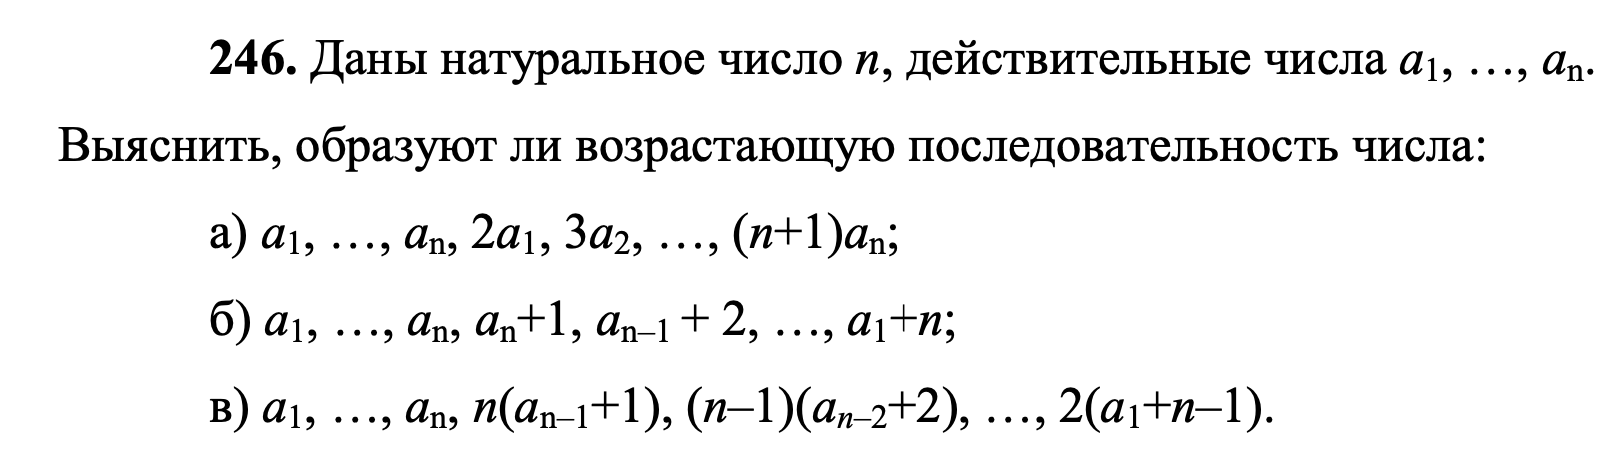 246. Даны натуральное число n, действительные числа a₁, …, aₙ.
Выяснить, образуют ли возрастающую последовательность числа:
а) a₁, …, aₙ, 2a₁, 3a₂, …, (n+1)aₙ;
б) a₁, …, aₙ, aₙ+1, aₙ₋₁ + 2, …, a₁+n;
в) a₁, …, aₙ, n(aₙ₋₁+1), (n–1)(aₙ₋₂+2), …, 2(a₁+n–1).